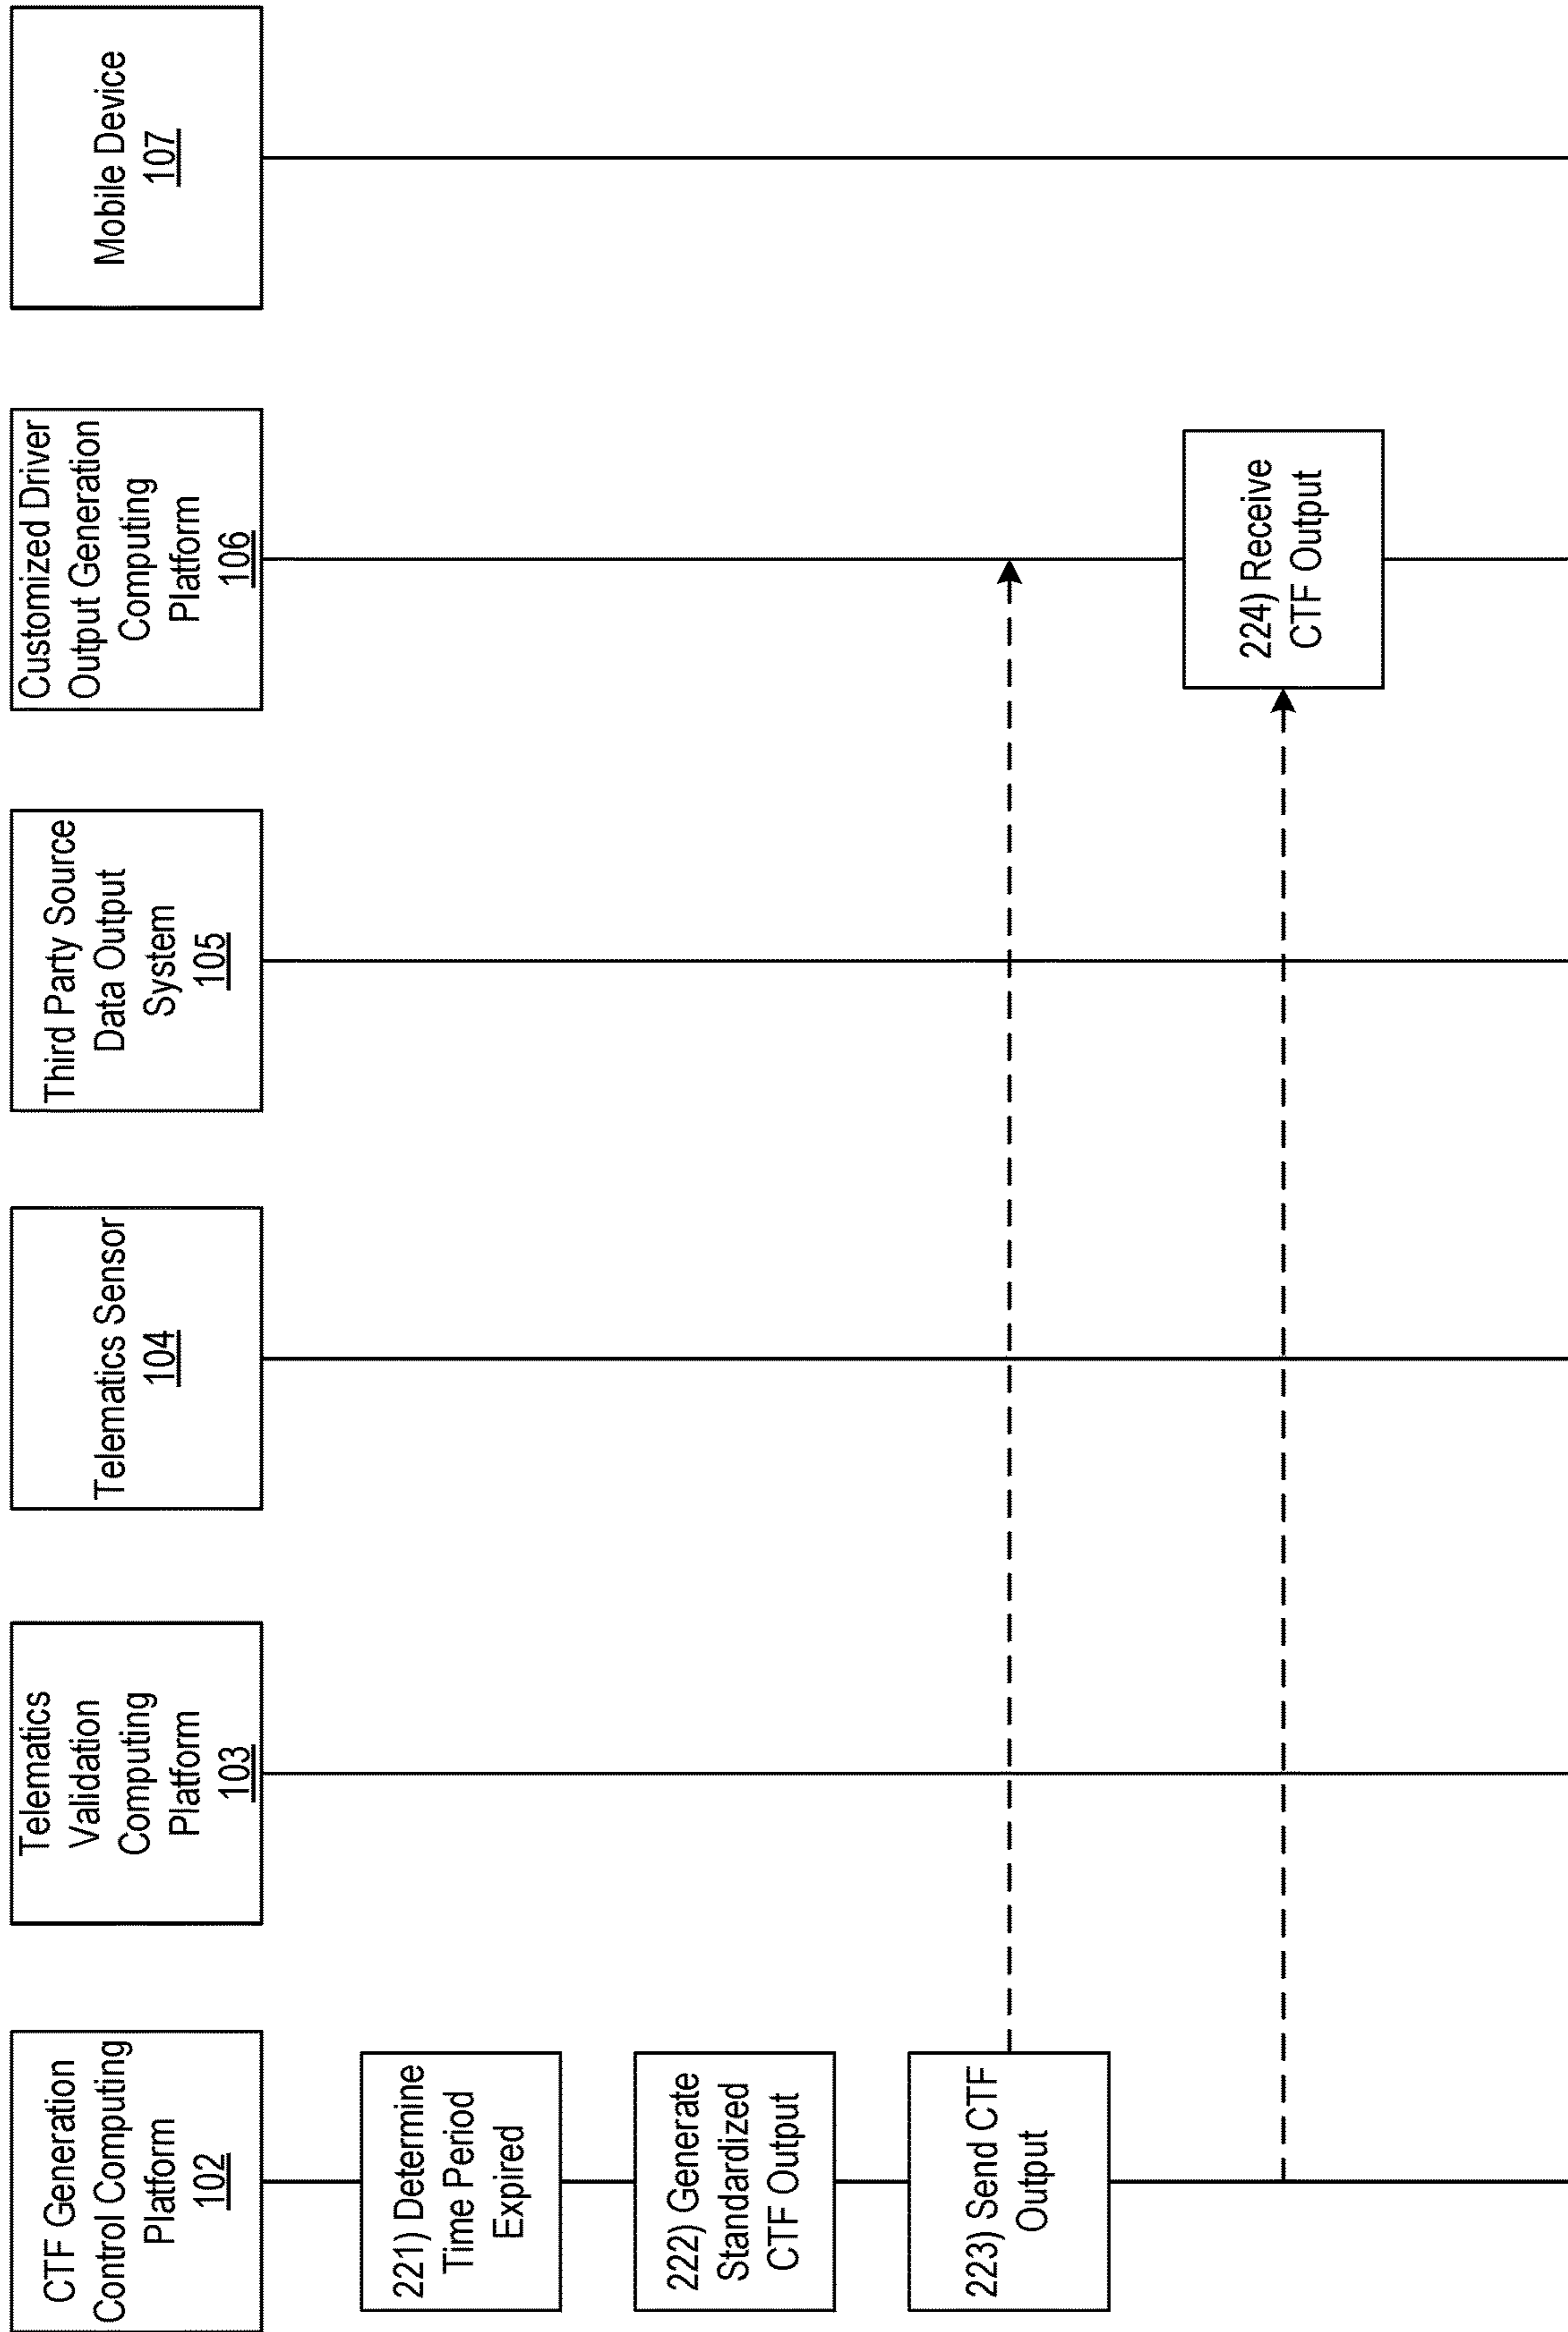 CTF Generation
Control Computing
Platform
102
Telematics
Validation
Computing
Platform
103
Telematics Sensor
104
Third Party Source
Data Output
System
105
Customized Driver
Output Generation
Computing
Platform
106
Mobile Device
107
221) Determine
Time Period
Expired
222) Generate
Standardized
CTF Output
223) Send CTF
Output
224) Receive
CTF Output